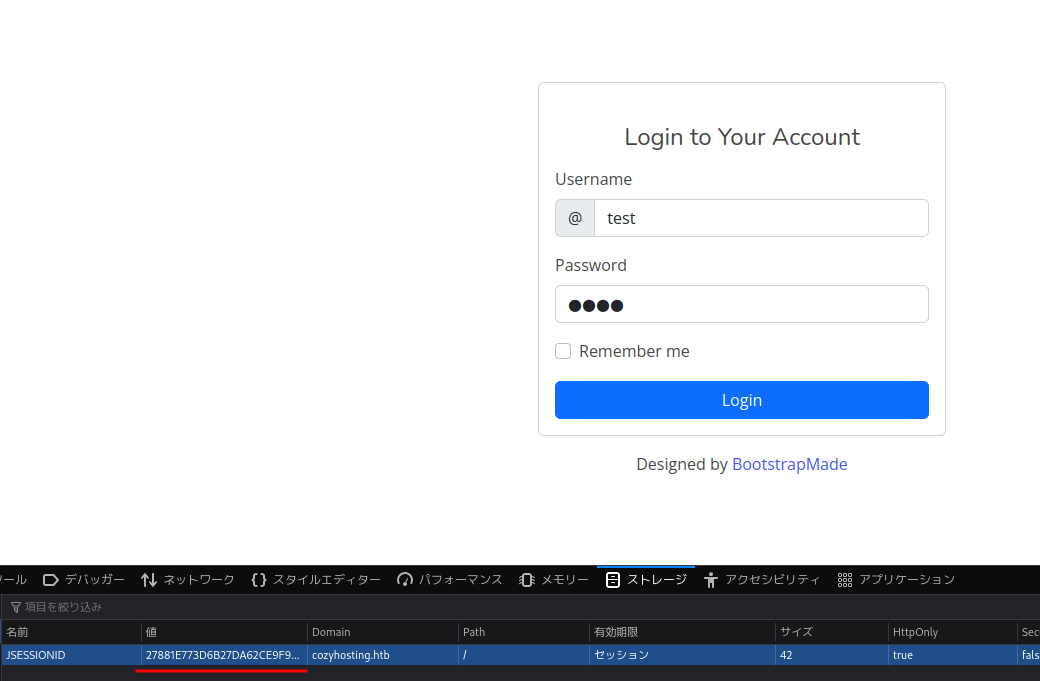 Login to Your Account
Username
@ test
Password
Remember me
Login
Designed by BootstrapMade
ール デバッガー ネットワーク スタイルエディター パフォーマンス メモリー ストレージ アクセシビリティ アプリケーション
項目を絞り込み
名前 値 Domain Path 有効期限 サイズ HttpOnly Sec
JSESSIONID 27881E773D6B27DA62CE9F9... cozyhosting.htb / セッション 42 true fals